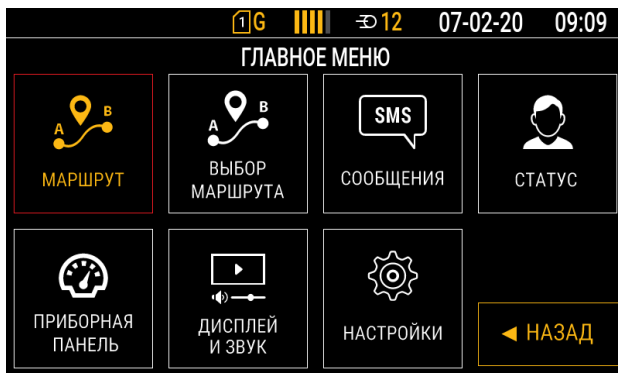 1 G 12 07-02-20 09:09
ГЛАВНОЕ МЕНЮ
A B
МАРШРУТ
A B
ВЫБОР
МАРШРУТА
SMS
СООБЩЕНИЯ
СТАТУС
ПРИБОРНАЯ
ПАНЕЛЬ
ДИСПЛЕЙ
И ЗВУК
НАСТРОЙКИ
◄ НАЗАД